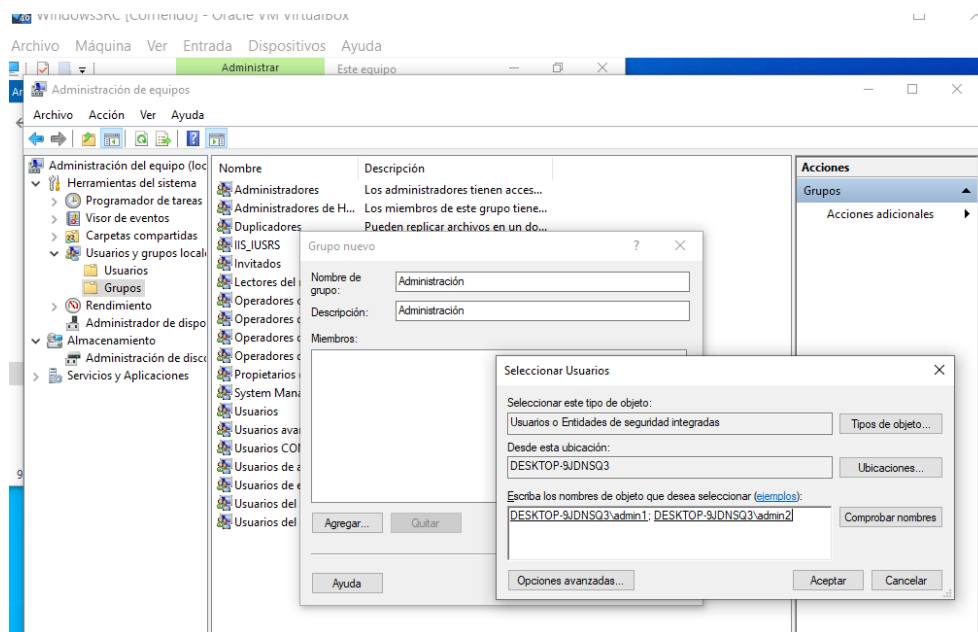 WindowsSRC [Corriendo] - Oracle VM VirtualBox
Archivo Máquina Ver Entrada Dispositivos Ayuda
Administrar Este equipo
Administración de equipos
Archivo Acción Ver Ayuda
Administración del equipo (loc
Herramientas del sistema
Programador de tareas
Visor de eventos
Carpetas compartidas
Usuarios y grupos local
Usuarios
Grupos
Rendimiento
Administrador de dispo
Almacenamiento
Administración de disc
Servicios y Aplicaciones
Nombre Descripción
Administradores Los administradores tienen acces...
Administradores de H... Los miembros de este grupo tiene...
Duplicadores Pueden replicar archivos en un do...
IIS_IUSRS
Invitados
Lectores del
Operadores
Operadores
Operadores
Operadores
Propietarios
System Mana
Usuarios
Usuarios avan
Usuarios COM
Usuarios de a
Usuarios de e
Usuarios del
Usuarios del
Acciones
Grupos
Acciones adicionales
Grupo nuevo ?
Nombre de grupo: Administración
Descripción: Administración
Miembros:
Agregar... Quitar
Ayuda
Seleccionar Usuarios
Seleccionar este tipo de objeto:
Usuarios o Entidades de seguridad integradas Tipos de objeto...
Desde esta ubicación:
DESKTOP-9JDNSQ3 Ubicaciones...
Escriba los nombres de objeto que desea seleccionar (ejemplos):
DESKTOP-9JDNSQ3\admin1; DESKTOP-9JDNSQ3\admin2 Comprobar nombres
Opciones avanzadas... Aceptar Cancelar